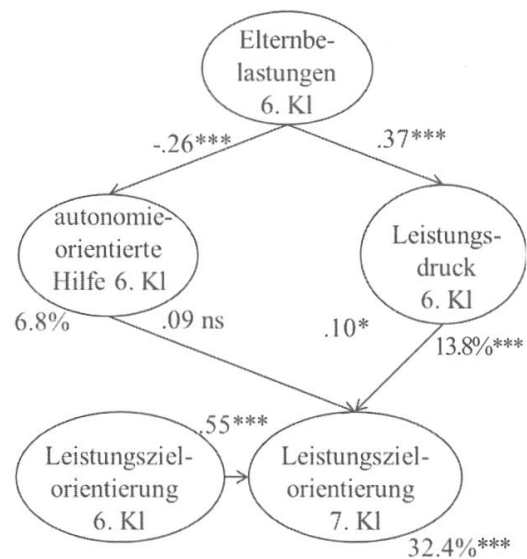 Elternbe-
lastungen
6. Kl
-.26***
.37***
autonomie-
orientierte
Hilfe 6. Kl
Leistungs-
druck
6. Kl
6.8%
.09 ns
.10*
13.8%***
.55***
Leistungsziel-
orientierung
6. Kl
Leistungsziel-
orientierung
7. Kl
32.4%***